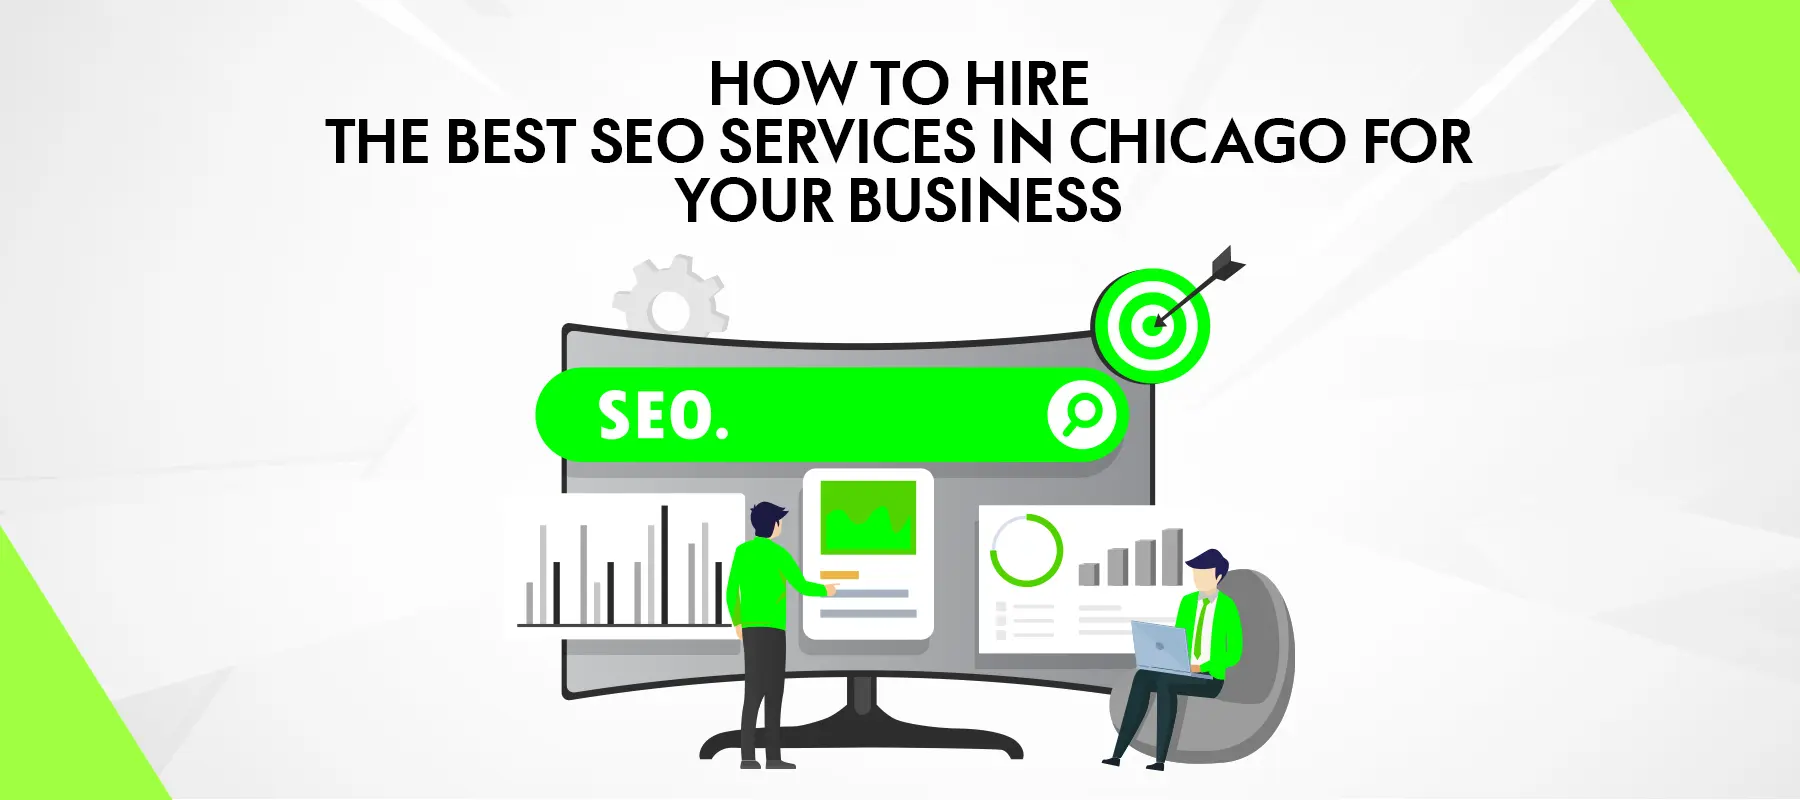 HOW TO HIRE
THE BEST SEO SERVICES IN CHICAGO FOR
YOUR BUSINESS
SEO.